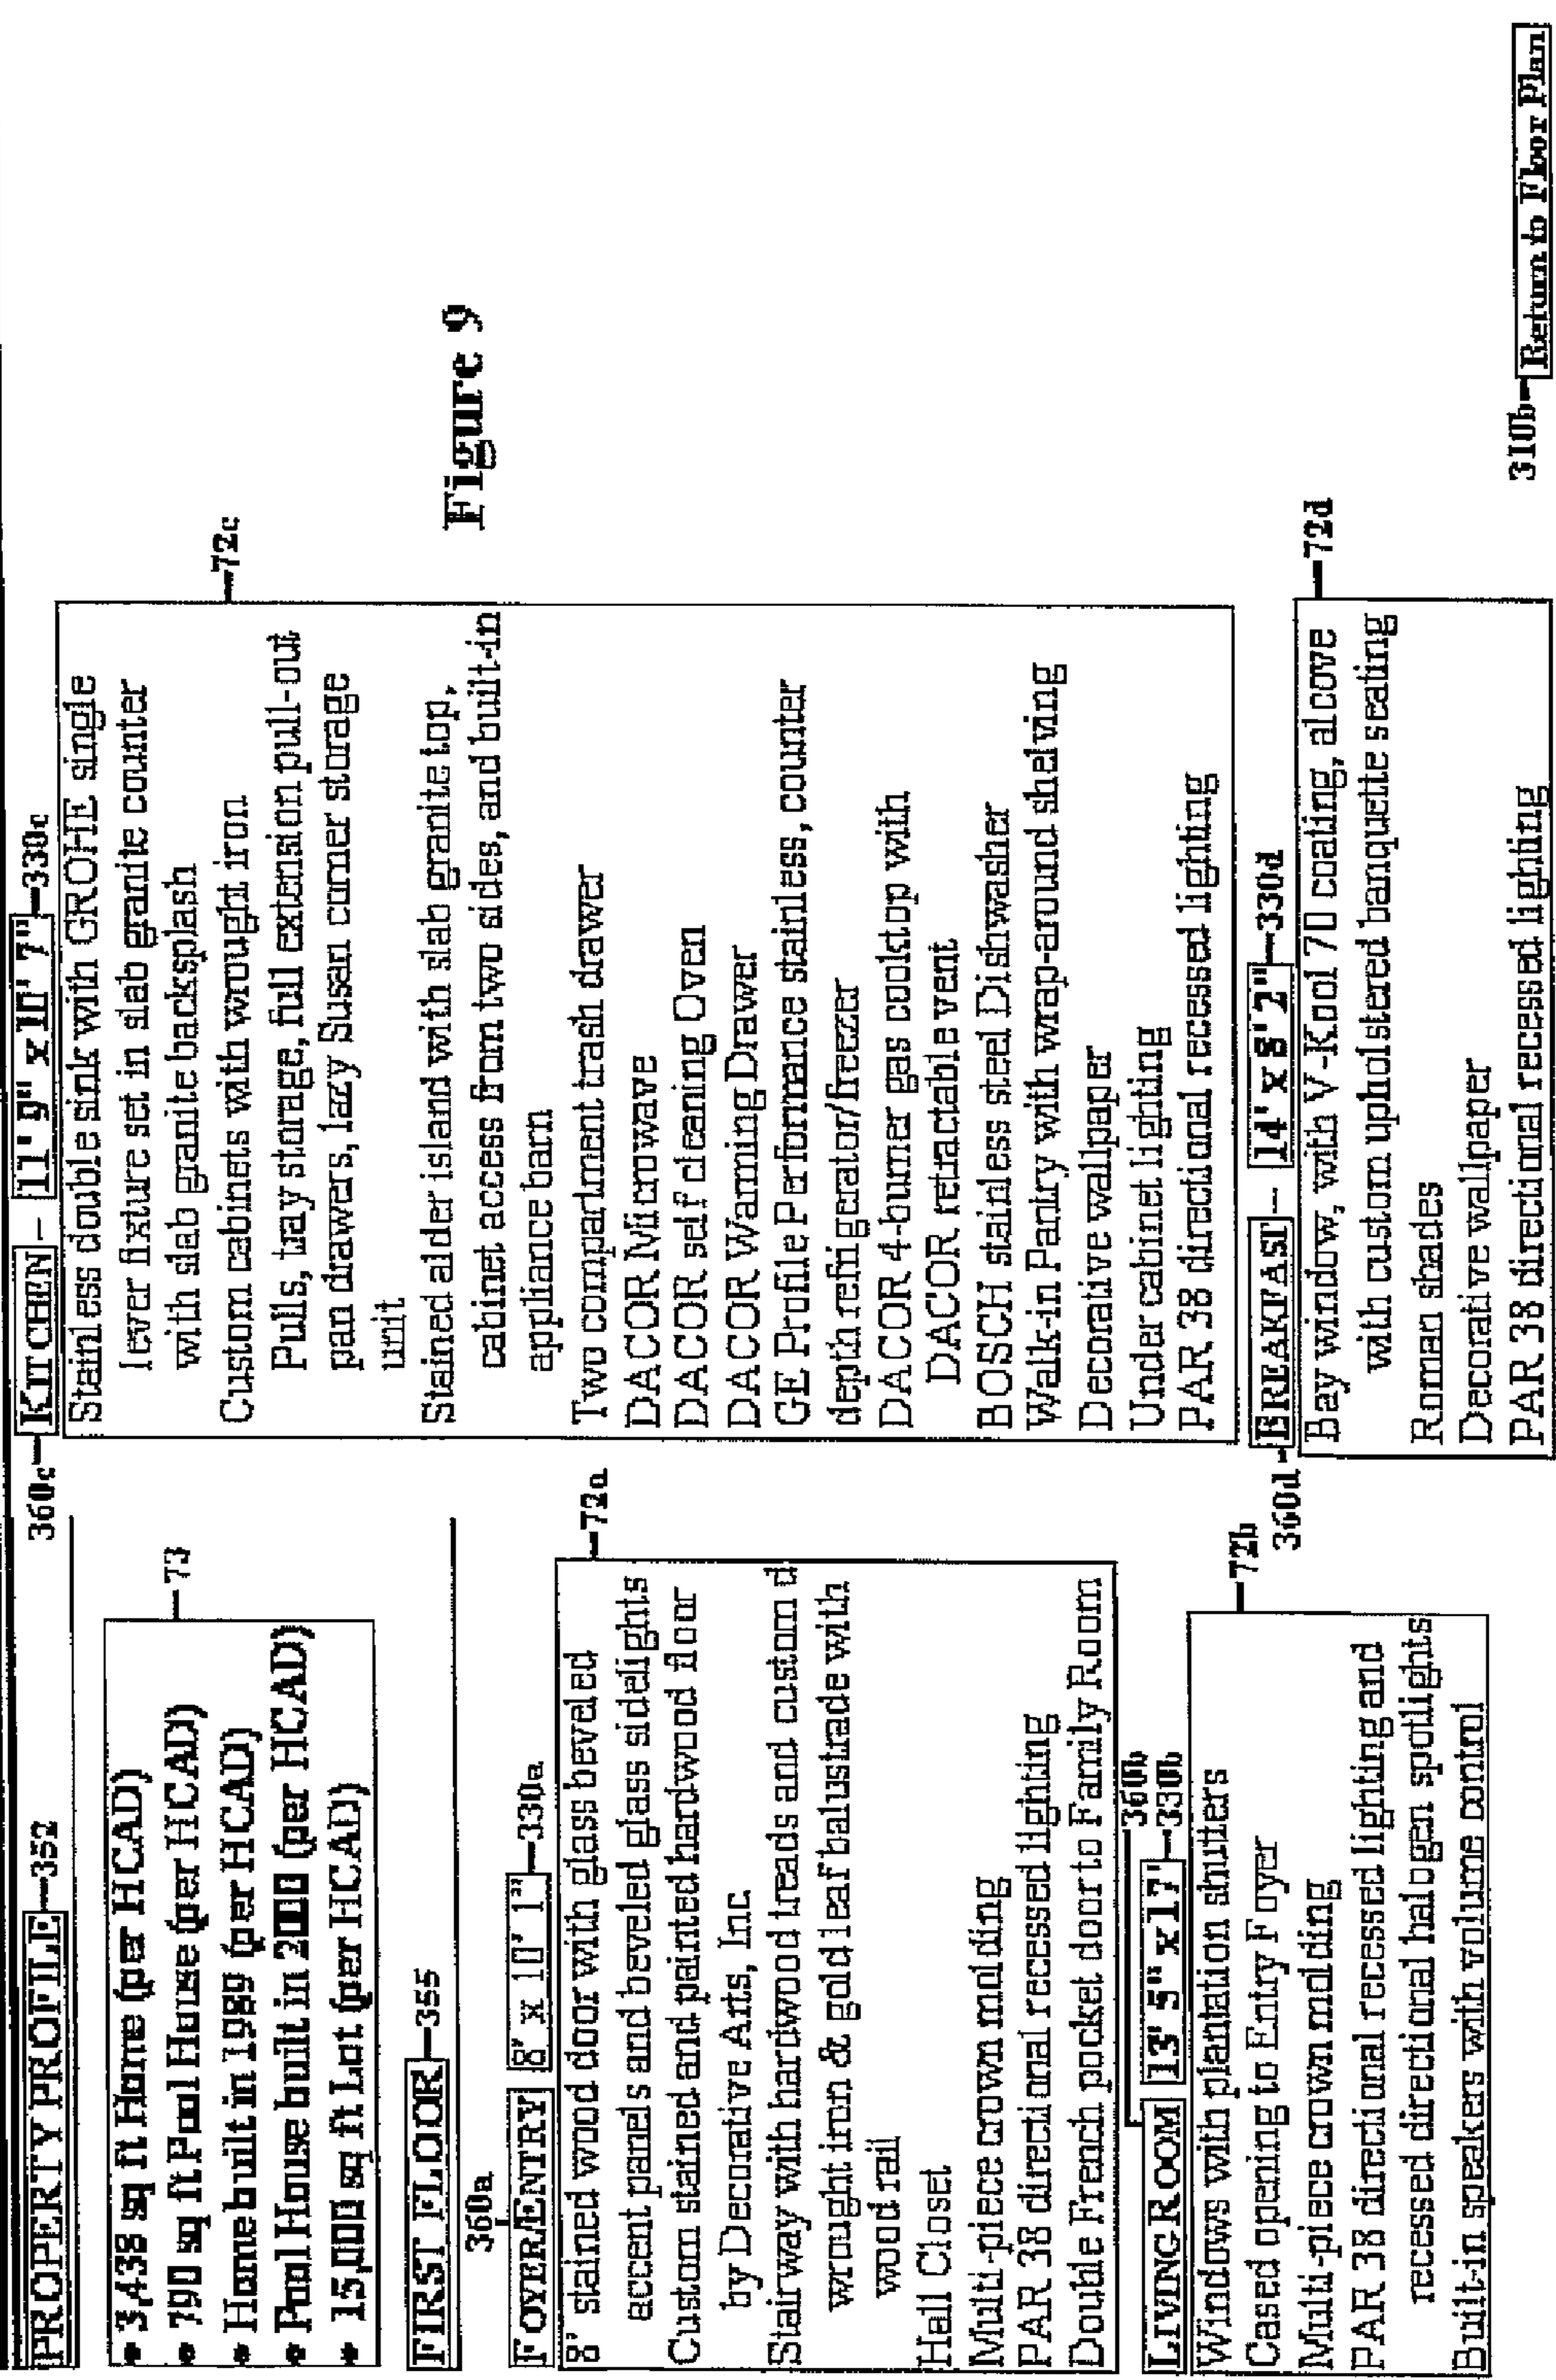 PROPERTY PROFILE 352
• 3,438 sq ft Home (per HCAD)
• 790 sq ft Pool House (per HCAD)
• Home built in 1989 (per HCAD)
• Pool House built in 2000 (per HCAD)
• 15,000 sq ft Lot (per HCAD)
73
FIRST FLOOR 355
360a
FOYER/ENTRY 8' x 10' 1" 330a
8' stained wood door with glass beveled
accent panels and beveled glass sidelights
Custom stained and painted hardwood floor
by Decorative Arts, Inc.
Stairway with hardwood treads and custom d
wrought iron & gold leaf balustrade with
wood rail
Hall Closet
Multi-piece crown molding
PAR 38 directional recessed lighting
Double French pocket door to Family Room
72a
360b
LIVING ROOM 13' 5" x 17' 330b
Windows with plantation shutters
Cased opening to Entry Foyer
Multi-piece crown molding
PAR 38 directional recessed lighting and
recessed directional halogen spotlights
Built-in speakers with volume control
72b
360c KITCHEN – 11' 9" x 10' 7" 330c
Stainless double sink with GROHE single
lever fixture set in slab granite counter
with slab granite backsplash
Custom cabinets with wrought iron
Pulls, tray storage, full extension pull-out
pan drawers, lazy Susan corner storage
unit
Stained alder island with slab granite top,
cabinet access from two sides, and built-in
appliance barn
Two compartment trash drawer
DACOR Microwave
DACOR self cleaning Oven
DACOR Warming Drawer
GE Profile Performance stainless, counter
depth refrigerator/freezer
DACOR 4-burner gas cooktop with
DACOR retractable vent
BOSCH stainless steel Dishwasher
Walk-in Pantry with wrap-around shelving
Decorative wallpaper
Under cabinet lighting
PAR 38 directional recessed lighting
72c
360d BREAKFAST -- 14' x 8' 2" 330d
Bay window, with V-Kool 70 coating, alcove
with custom upholstered banquette seating
Roman shades
Decorative wallpaper
PAR 38 directional recessed lighting
72d
Figure 9
310b Return to Floor Plan